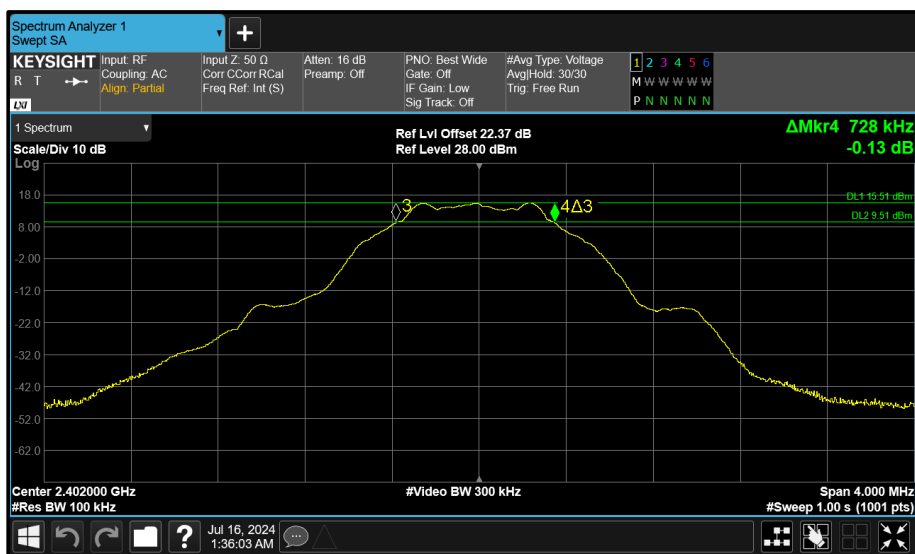 Spectrum Analyzer 1
Swept SA
+
KEYSIGHT
R T
LXI
Input: RF
Coupling: AC
Align: Partial
Input Z: 50 Ω
Corr CCorr RCal
Freq Ref: Int (S)
Atten: 16 dB
Preamp: Off
PNO: Best Wide
Gate: Off
IF Gain: Low
Sig Track: Off
#Avg Type: Voltage
Avg|Hold: 30/30
Trig: Free Run
1 2 3 4 5 6
M W W W W W
P N N N N N
1 Spectrum
Scale/Div 10 dB
Log
Ref Lvl Offset 22.37 dB
Ref Level 28.00 dBm
ΔMkr4 728 kHz
-0.13 dB
18.0
8.00
-2.00
-12.0
-22.0
-32.0
-42.0
-52.0
-62.0
3
4Δ3
DL1 15.51 dBm
DL2 9.51 dBm
Center 2.402000 GHz
#Video BW 300 kHz
Span 4.000 MHz
#Res BW 100 kHz
#Sweep 1.00 s (1001 pts)
?
Jul 16, 2024
1:36:03 AM